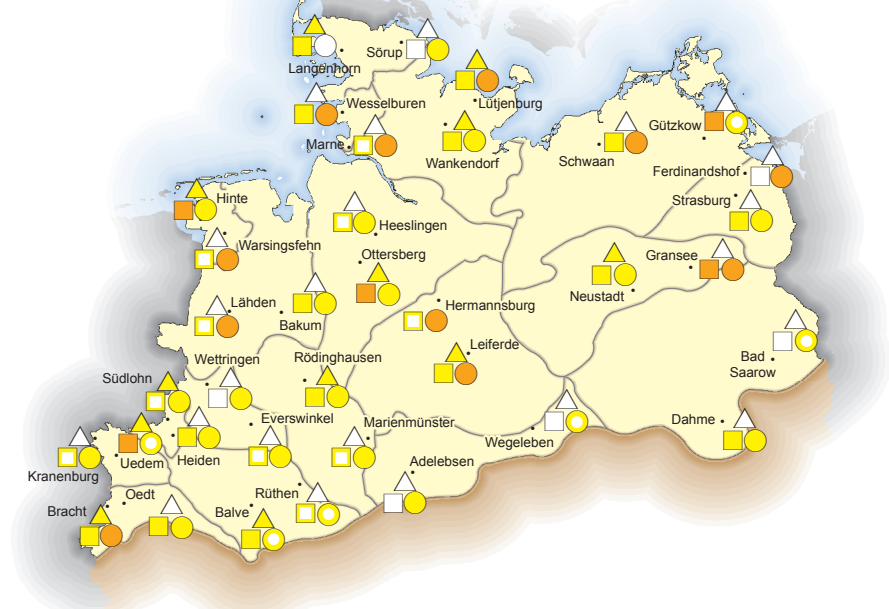 Langenhorn
Sörup
Lütjenburg
Wesselburen
Marne
Wankendorf
Schwaan
Gützkow
Ferdinandshof
Strasburg
Hinte
Heeslingen
Warsingsfehn
Ottersberg
Gransee
Neustadt
Lähden
Bakum
Hermannsburg
Leiferde
Bad
Saarow
Wettringen
Rödinghausen
Südlohn
Everswinkel
Marienmünster
Dahme
Wegeleben
Uedem
Heiden
Kranenburg
Adelebsen
Oedt
Rüthen
Bracht
Balve